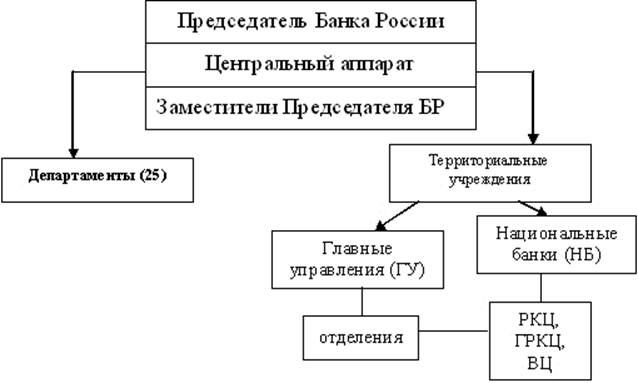 Председатель Банка России
Центральный аппарат
Заместители Председателя БР
Департаменты (25)
Территориальные
учреждения
Главные
управления (ГУ)
Национальные
банки (НБ)
отделения
РКЦ,
ГРКЦ,
ВЦ